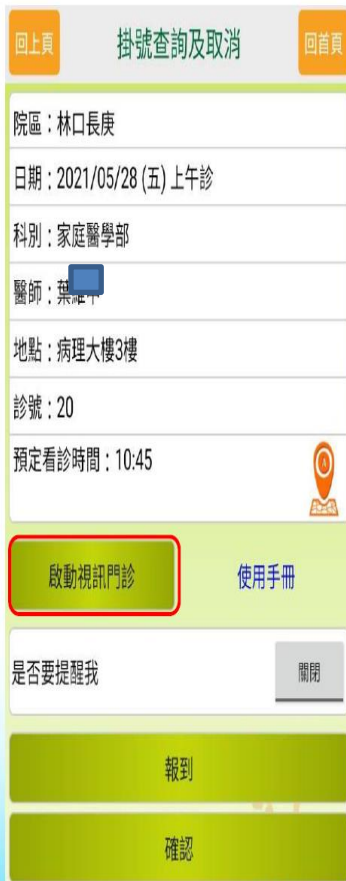 回上頁
掛號查詢及取消
回首頁
院區：林口長庚
日期：2021/05/28 (五) 上午診
科別：家庭醫學部
醫師：葉
地點：病理大樓3樓
診號：20
預定看診時間：10:45
啟動視訊門診
使用手冊
是否要提醒我
關閉
報到
確認